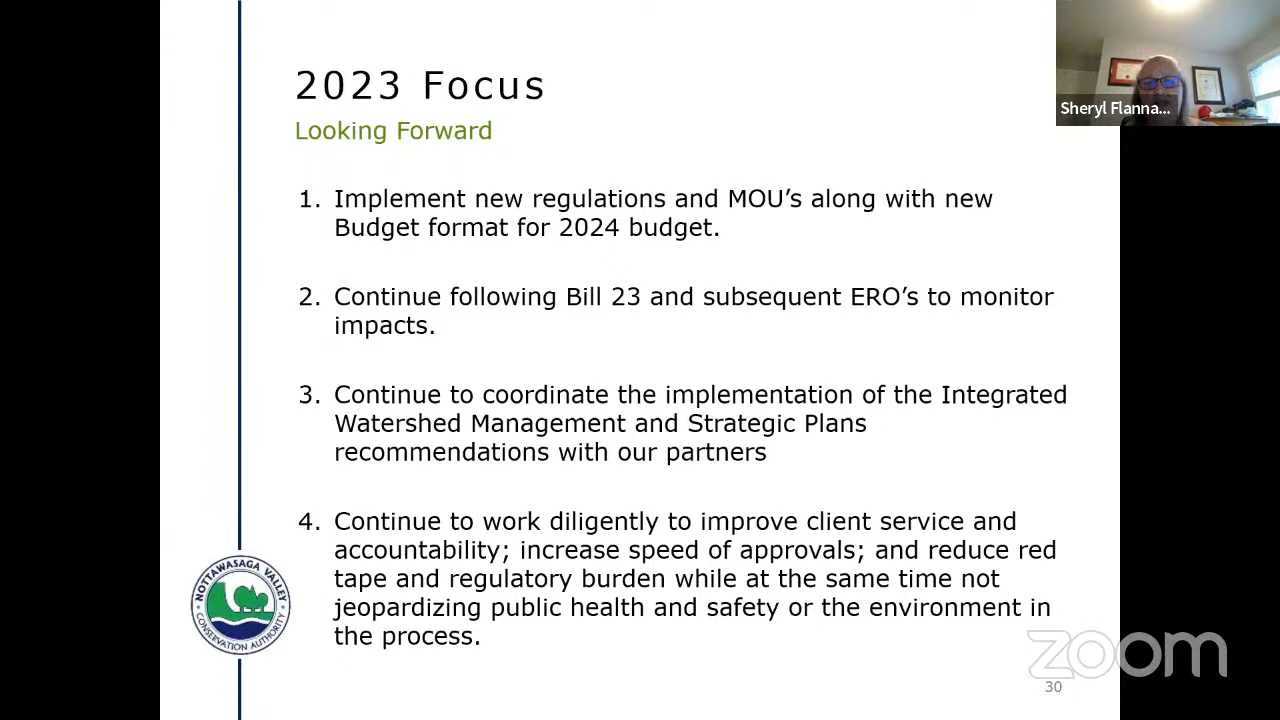 2023 Focus
Looking Forward
1. Implement new regulations and MOU’s along with new
Budget format for 2024 budget.
2. Continue following Bill 23 and subsequent ERO’s to monitor
impacts.
3. Continue to coordinate the implementation of the Integrated
Watershed Management and Strategic Plans
recommendations with our partners
4. Continue to work diligently to improve client service and
accountability; increase speed of approvals; and reduce red
tape and regulatory burden while at the same time not
jeopardizing public health and safety or the environment in
the process.
NOTTAWASAGA VALLEY
CONSERVATION AUTHORITY
30
zoom
Sheryl Flanna...